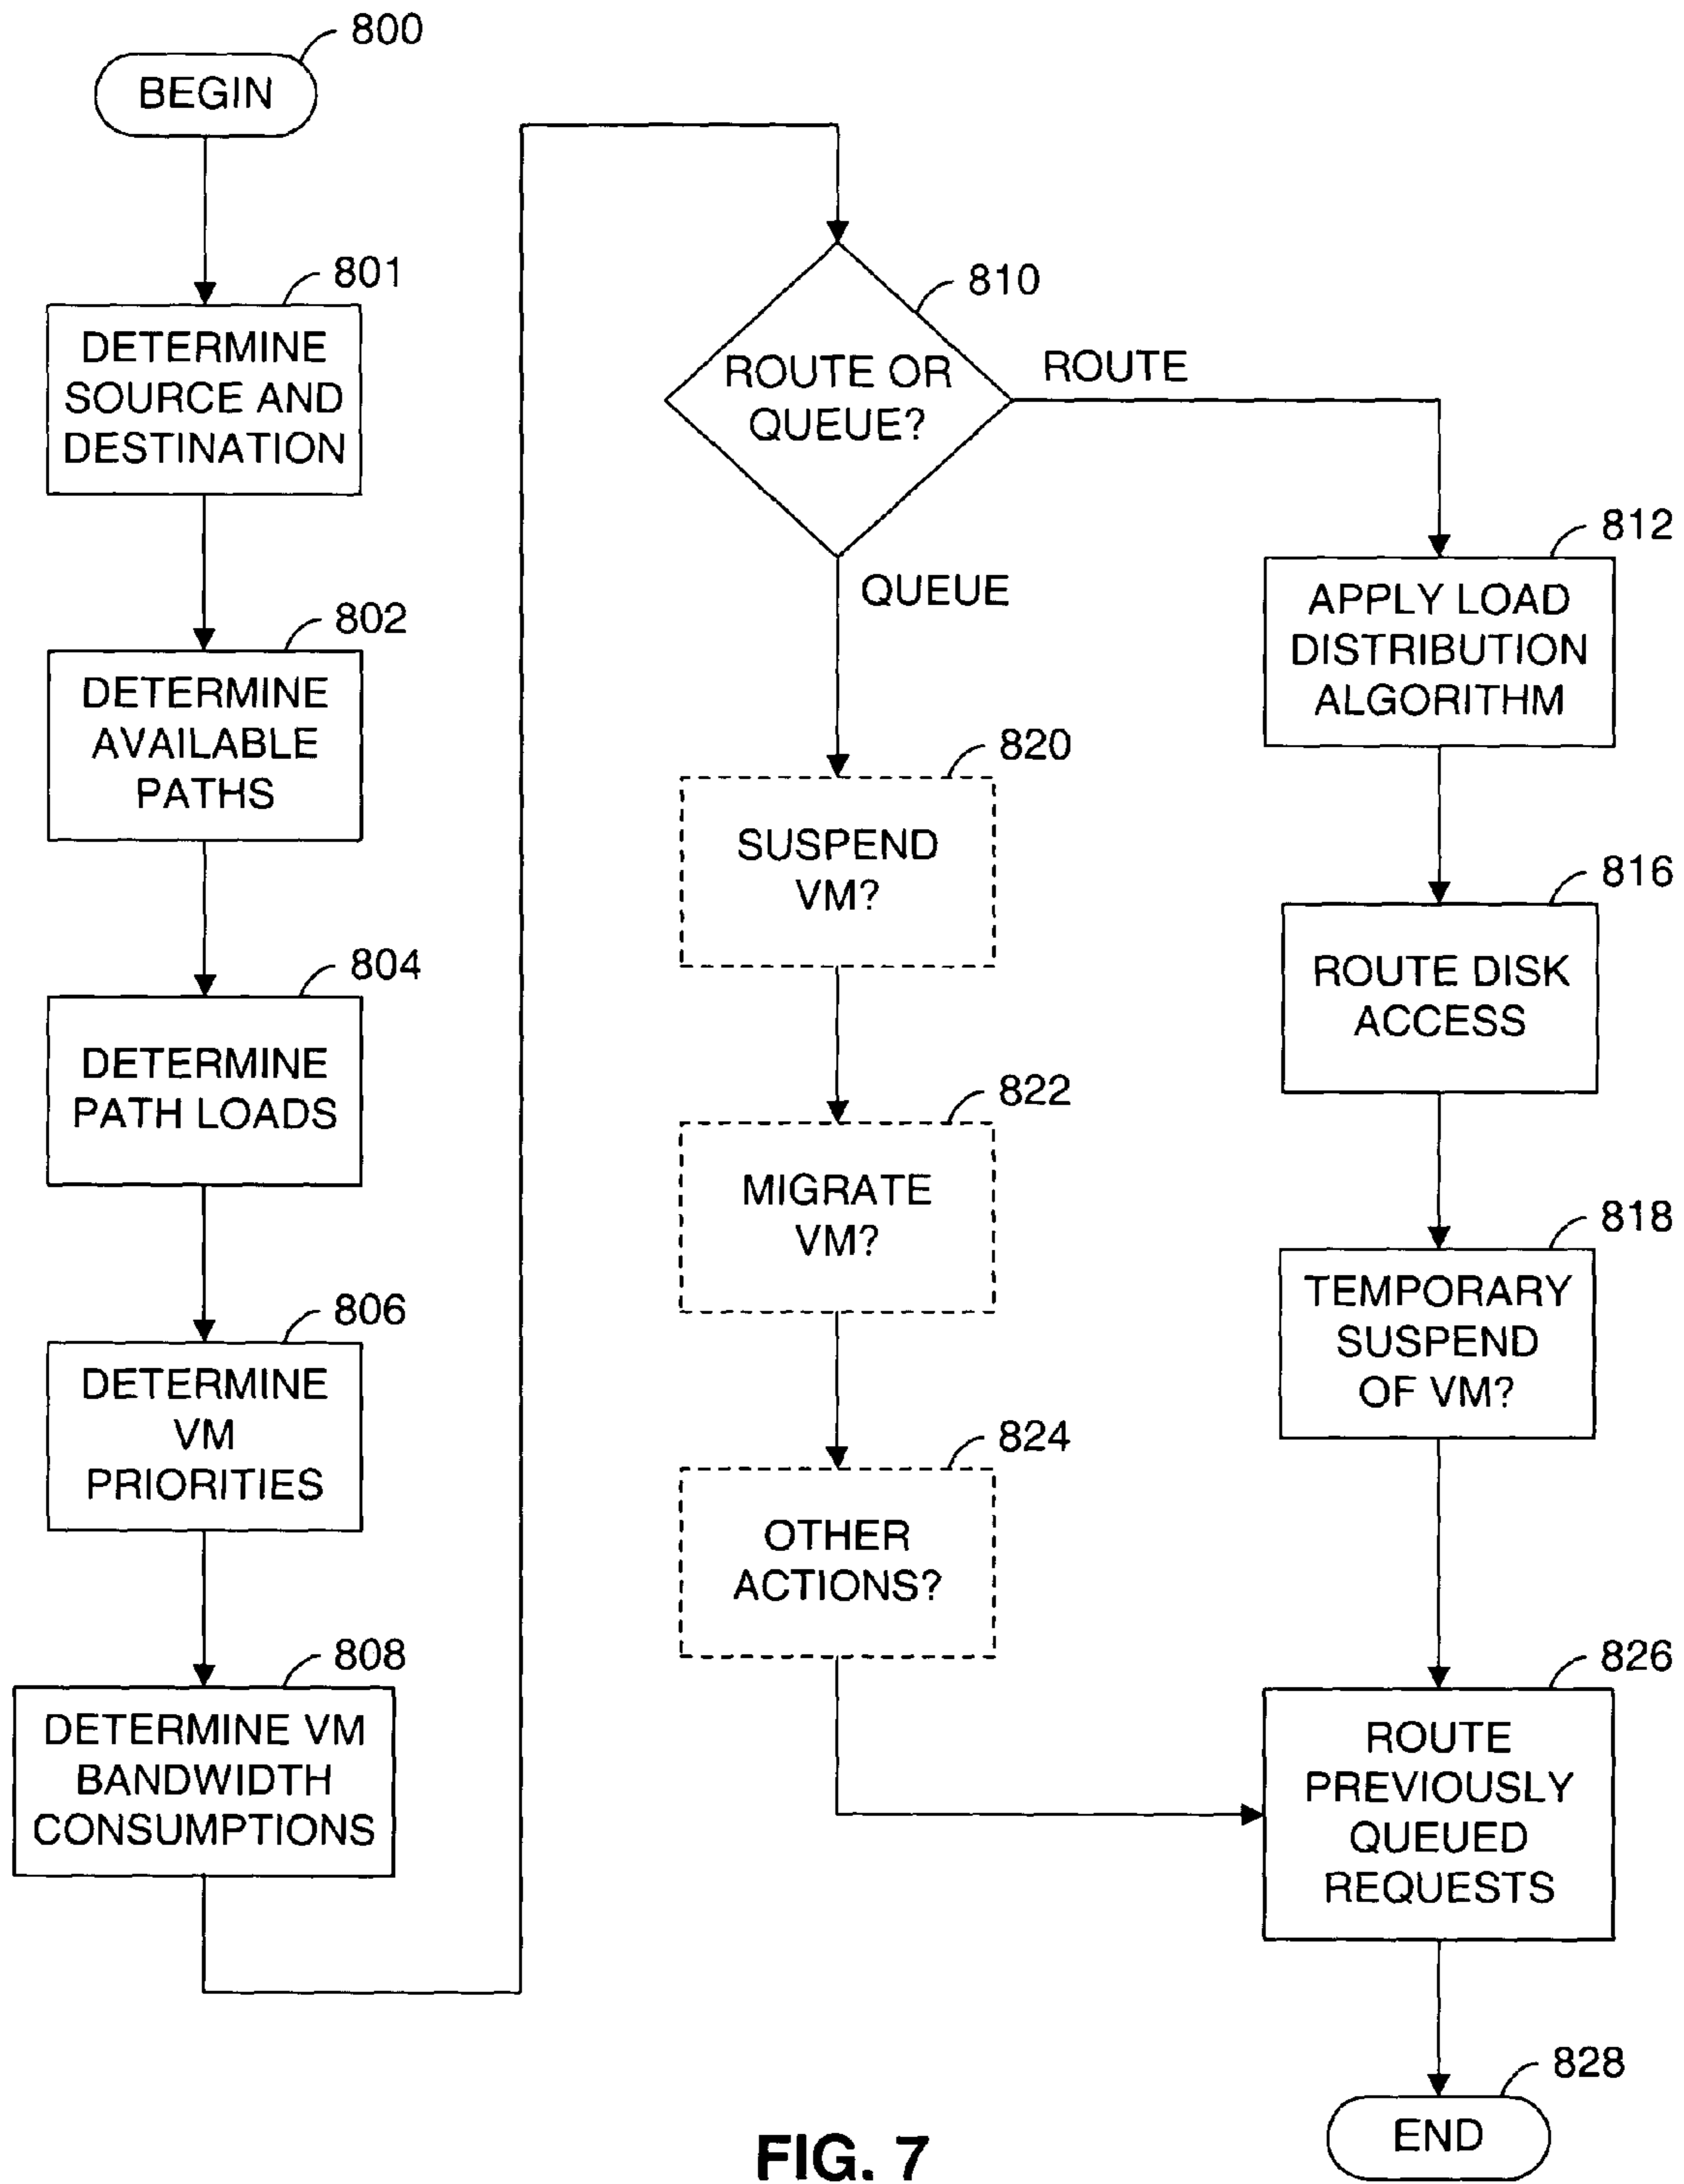 800
BEGIN
801
DETERMINE
SOURCE AND
DESTINATION
802
DETERMINE
AVAILABLE
PATHS
804
DETERMINE
PATH LOADS
806
DETERMINE
VM
PRIORITIES
808
DETERMINE VM
BANDWIDTH
CONSUMPTIONS
810
ROUTE OR
QUEUE?
ROUTE
QUEUE
820
SUSPEND
VM?
822
MIGRATE
VM?
824
OTHER
ACTIONS?
812
APPLY LOAD
DISTRIBUTION
ALGORITHM
816
ROUTE DISK
ACCESS
818
TEMPORARY
SUSPEND
OF VM?
826
ROUTE
PREVIOUSLY
QUEUED
REQUESTS
828
END
FIG. 7